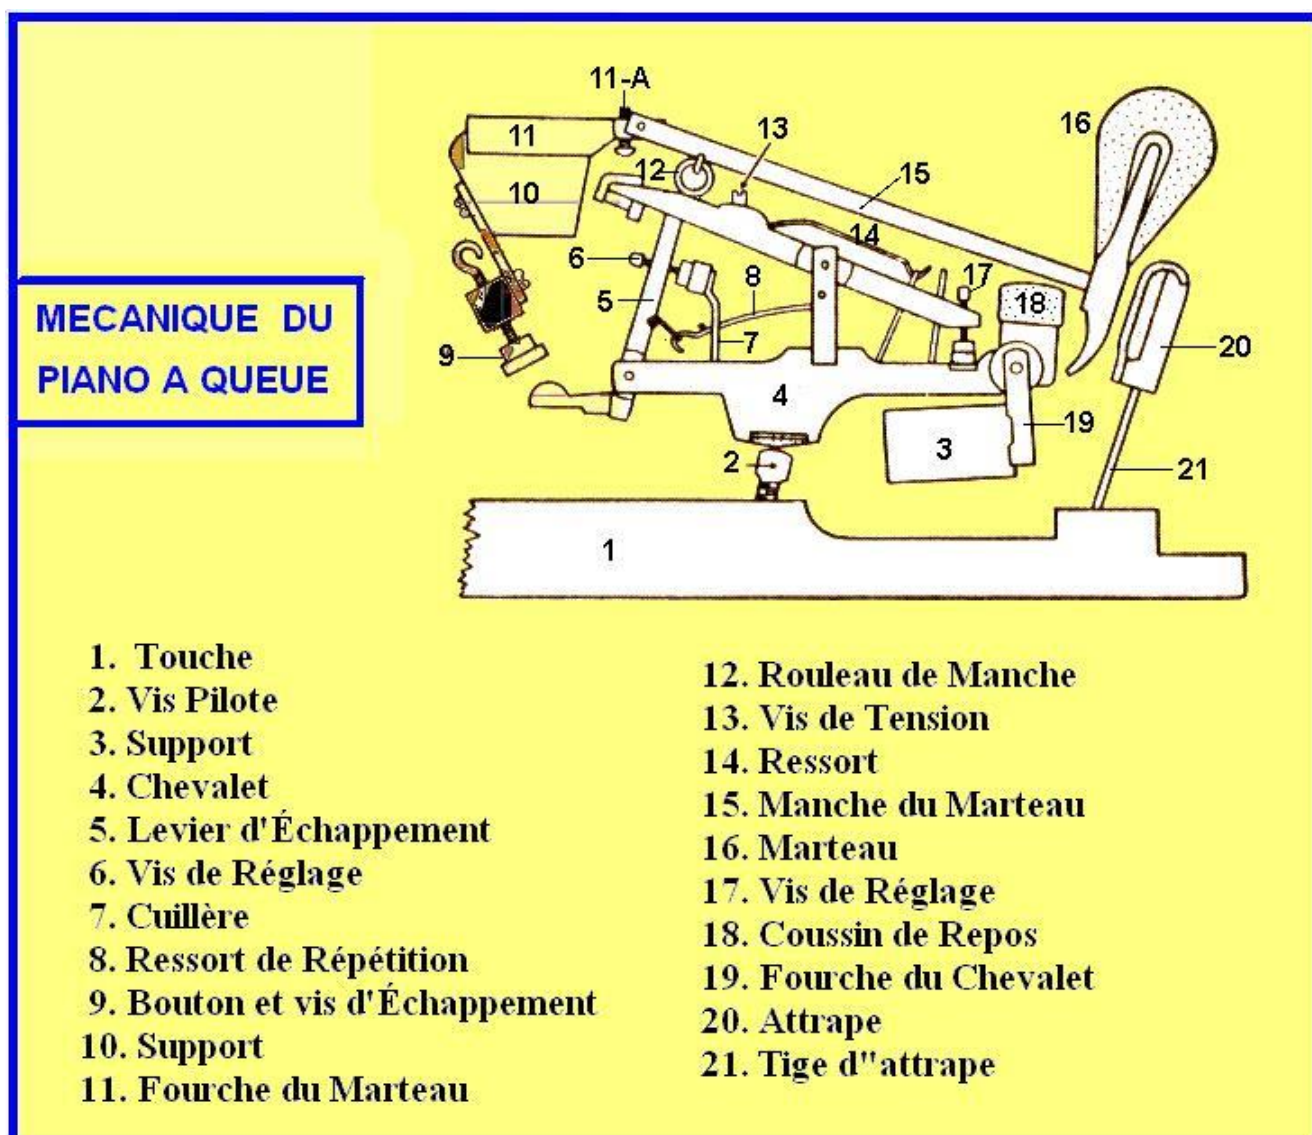 11-A
11
13
16
12
15
10
14
6
17
8
18
5
7
20
9
4
19
3
2
21
1
MECANIQUE DU
PIANO A QUEUE
1. Touche
2. Vis Pilote
3. Support
4. Chevalet
5. Levier d'Échappement
6. Vis de Réglage
7. Cuillère
8. Ressort de Répétition
9. Bouton et vis d'Échappement
10. Support
11. Fourche du Marteau
12. Rouleau de Manche
13. Vis de Tension
14. Ressort
15. Manche du Marteau
16. Marteau
17. Vis de Réglage
18. Coussin de Repos
19. Fourche du Chevalet
20. Attrape
21. Tige d"attrape